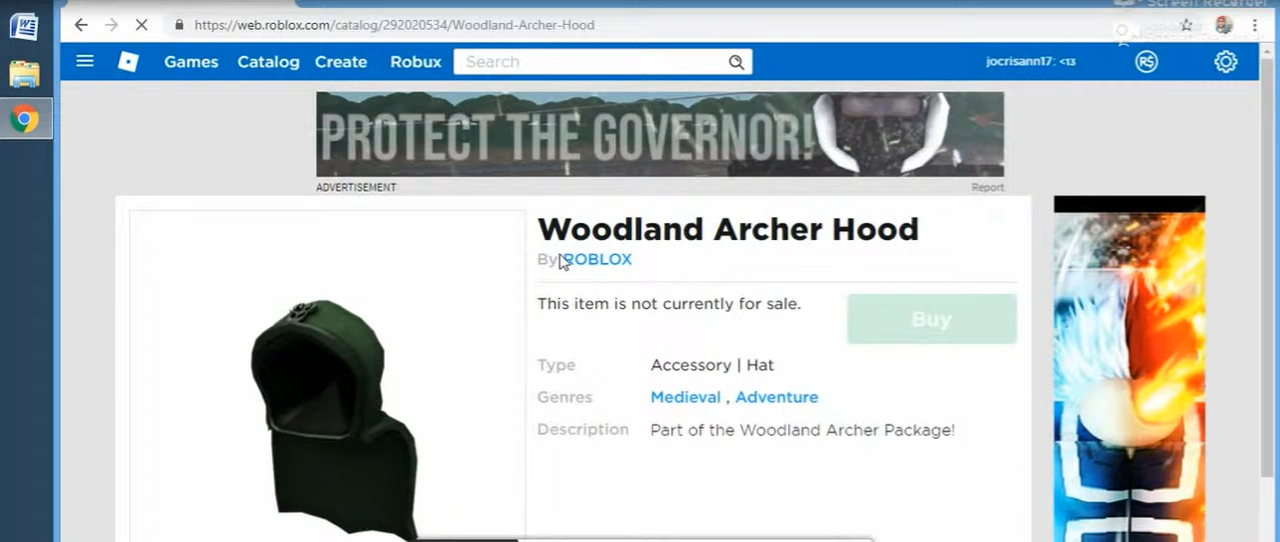 Screen Recorder
https://web.roblox.com/catalog/292020534/Woodland-Archer-Hood
Games Catalog Create Robux Search jocrisann17: <13 R$
PROTECT THE GOVERNOR!
ADVERTISEMENT Report
Woodland Archer Hood
By ROBLOX
This item is not currently for sale. Buy
Type Accessory | Hat
Genres Medieval , Adventure
Description Part of the Woodland Archer Package!